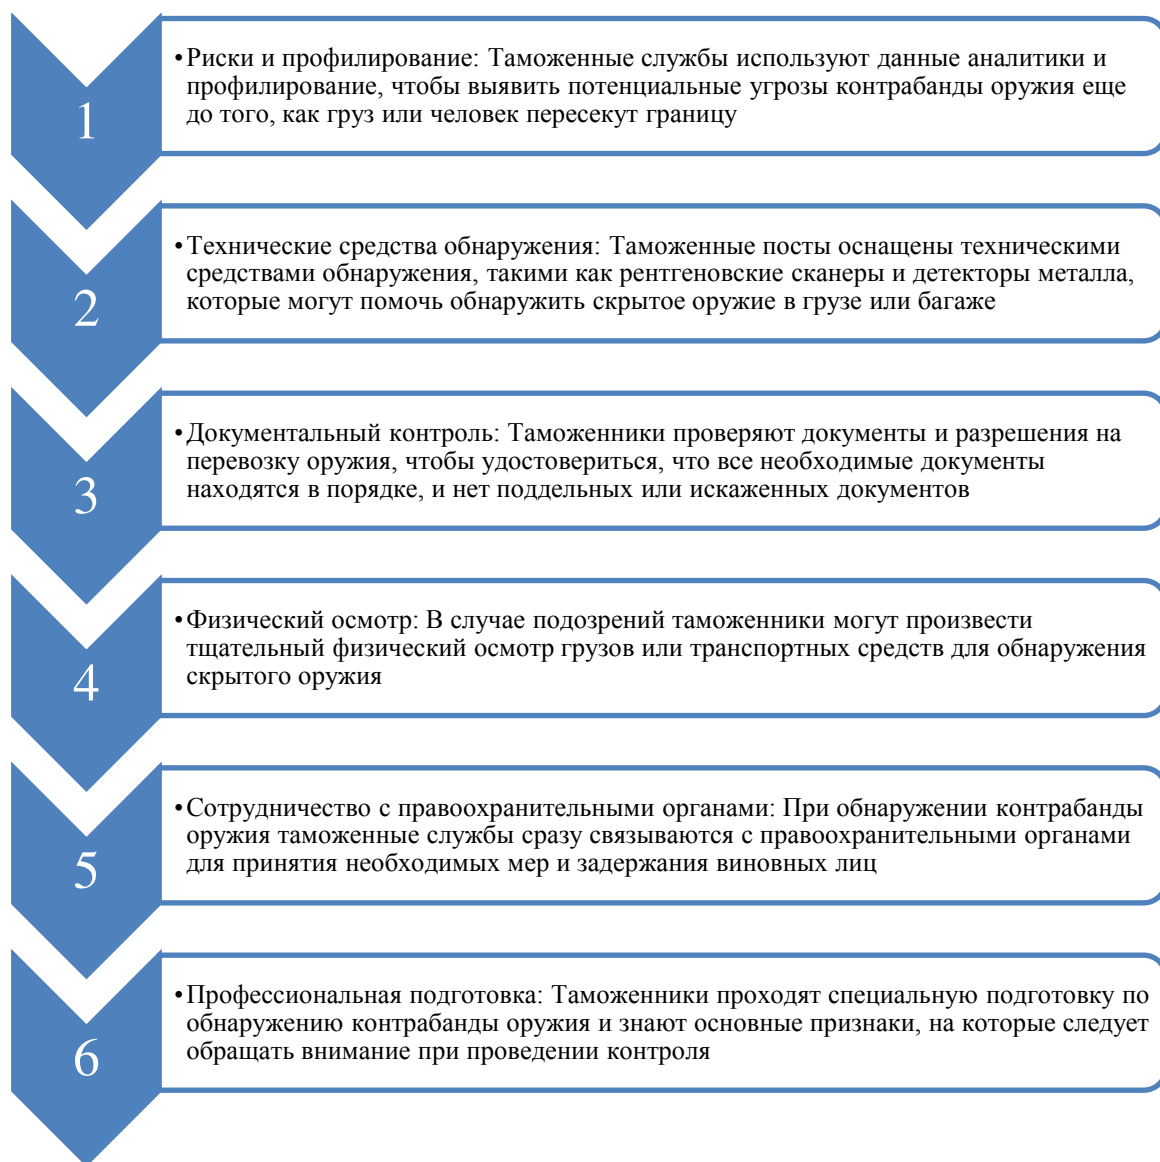 1
•Риски и профилирование: Таможенные службы используют данные аналитики и
профилирование, чтобы выявить потенциальные угрозы контрабанды оружия еще
до того, как груз или человек пересекут границу
2
•Технические средства обнаружения: Таможенные посты оснащены техническими
средствами обнаружения, такими как рентгеновские сканеры и детекторы металла,
которые могут помочь обнаружить скрытое оружие в грузе или багаже
3
•Документальный контроль: Таможенники проверяют документы и разрешения на
перевозку оружия, чтобы удостовериться, что все необходимые документы
находятся в порядке, и нет поддельных или искаженных документов
4
•Физический осмотр: В случае подозрений таможенники могут произвести
тщательный физический осмотр грузов или транспортных средств для обнаружения
скрытого оружия
5
•Сотрудничество с правоохранительными органами: При обнаружении контрабанды
оружия таможенные службы сразу связываются с правоохранительными органами
для принятия необходимых мер и задержания виновных лиц
6
•Профессиональная подготовка: Таможенники проходят специальную подготовку по
обнаружению контрабанды оружия и знают основные признаки, на которые следует
обращать внимание при проведении контроля